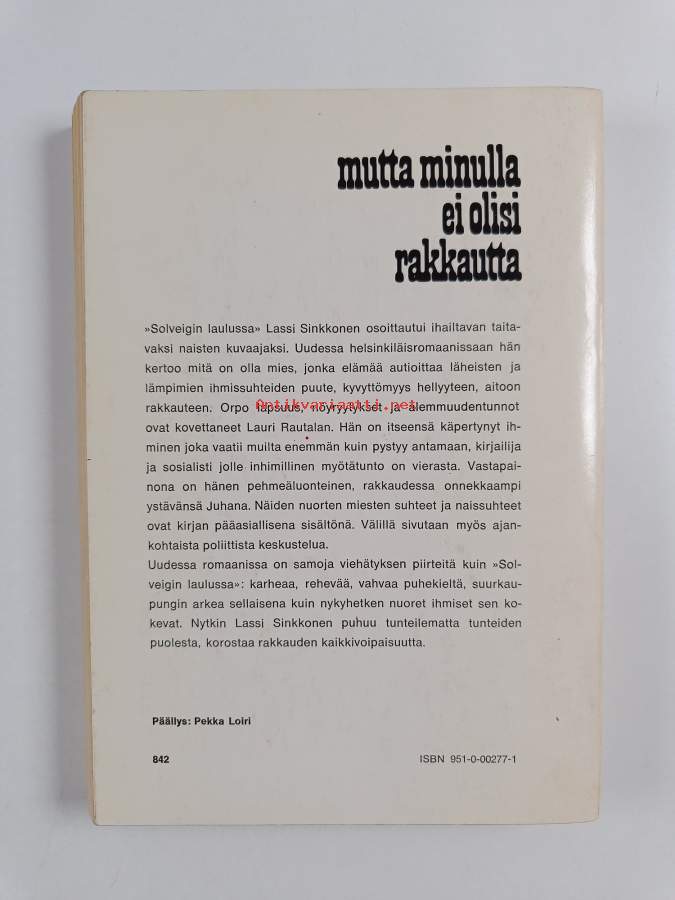 mutta minulla
ei olisi
rakkautta
»Solveigin laulussa» Lassi Sinkkonen osoittautui ihailtavan taita-
vaksi naisten kuvaajaksi. Uudessa helsinkiläisromaanissaan hän
kertoo mitä on olla mies, jonka elämää autioittaa läheisten ja
lämpimien ihmissuhteiden puute, kyvyttömyys hellyyteen, aitoon
rakkauteen. Orpo lapsuus, nöyryytykset ja alemmuudentunnot
Antikvariaatti.net
ovat kovettaneet Lauri Rautalan. Hän on itseensä käpertynyt ih-
minen joka vaatii muilta enemmän kuin pystyy antamaan, kirjailija
ja sosialisti jolle inhimillinen myötätunto on vierasta. Vastapai-
nona on hänen pehmeäluonteinen, rakkaudessa onnekkaampi
ystävänsä Juhana. Näiden nuorten miesten suhteet ja naissuhteet
ovat kirjan pääasiallisena sisältönä. Välillä sivutaan myös ajan-
kohtaista poliittista keskustelua.
Uudessa romaanissa on samoja viehätyksen piirteitä kuin »Sol-
veigin laulussa»: karheaa, rehevää, vahvaa puhekieltä, suurkau-
pungin arkea sellaisena kuin nykyhetken nuoret ihmiset sen ko-
kevat. Nytkin Lassi Sinkkonen puhuu tunteilematta tunteiden
puolesta, korostaa rakkauden kaikkivoipaisuutta.
Päällys: Pekka Loiri
842
ISBN 951-0-00277-1